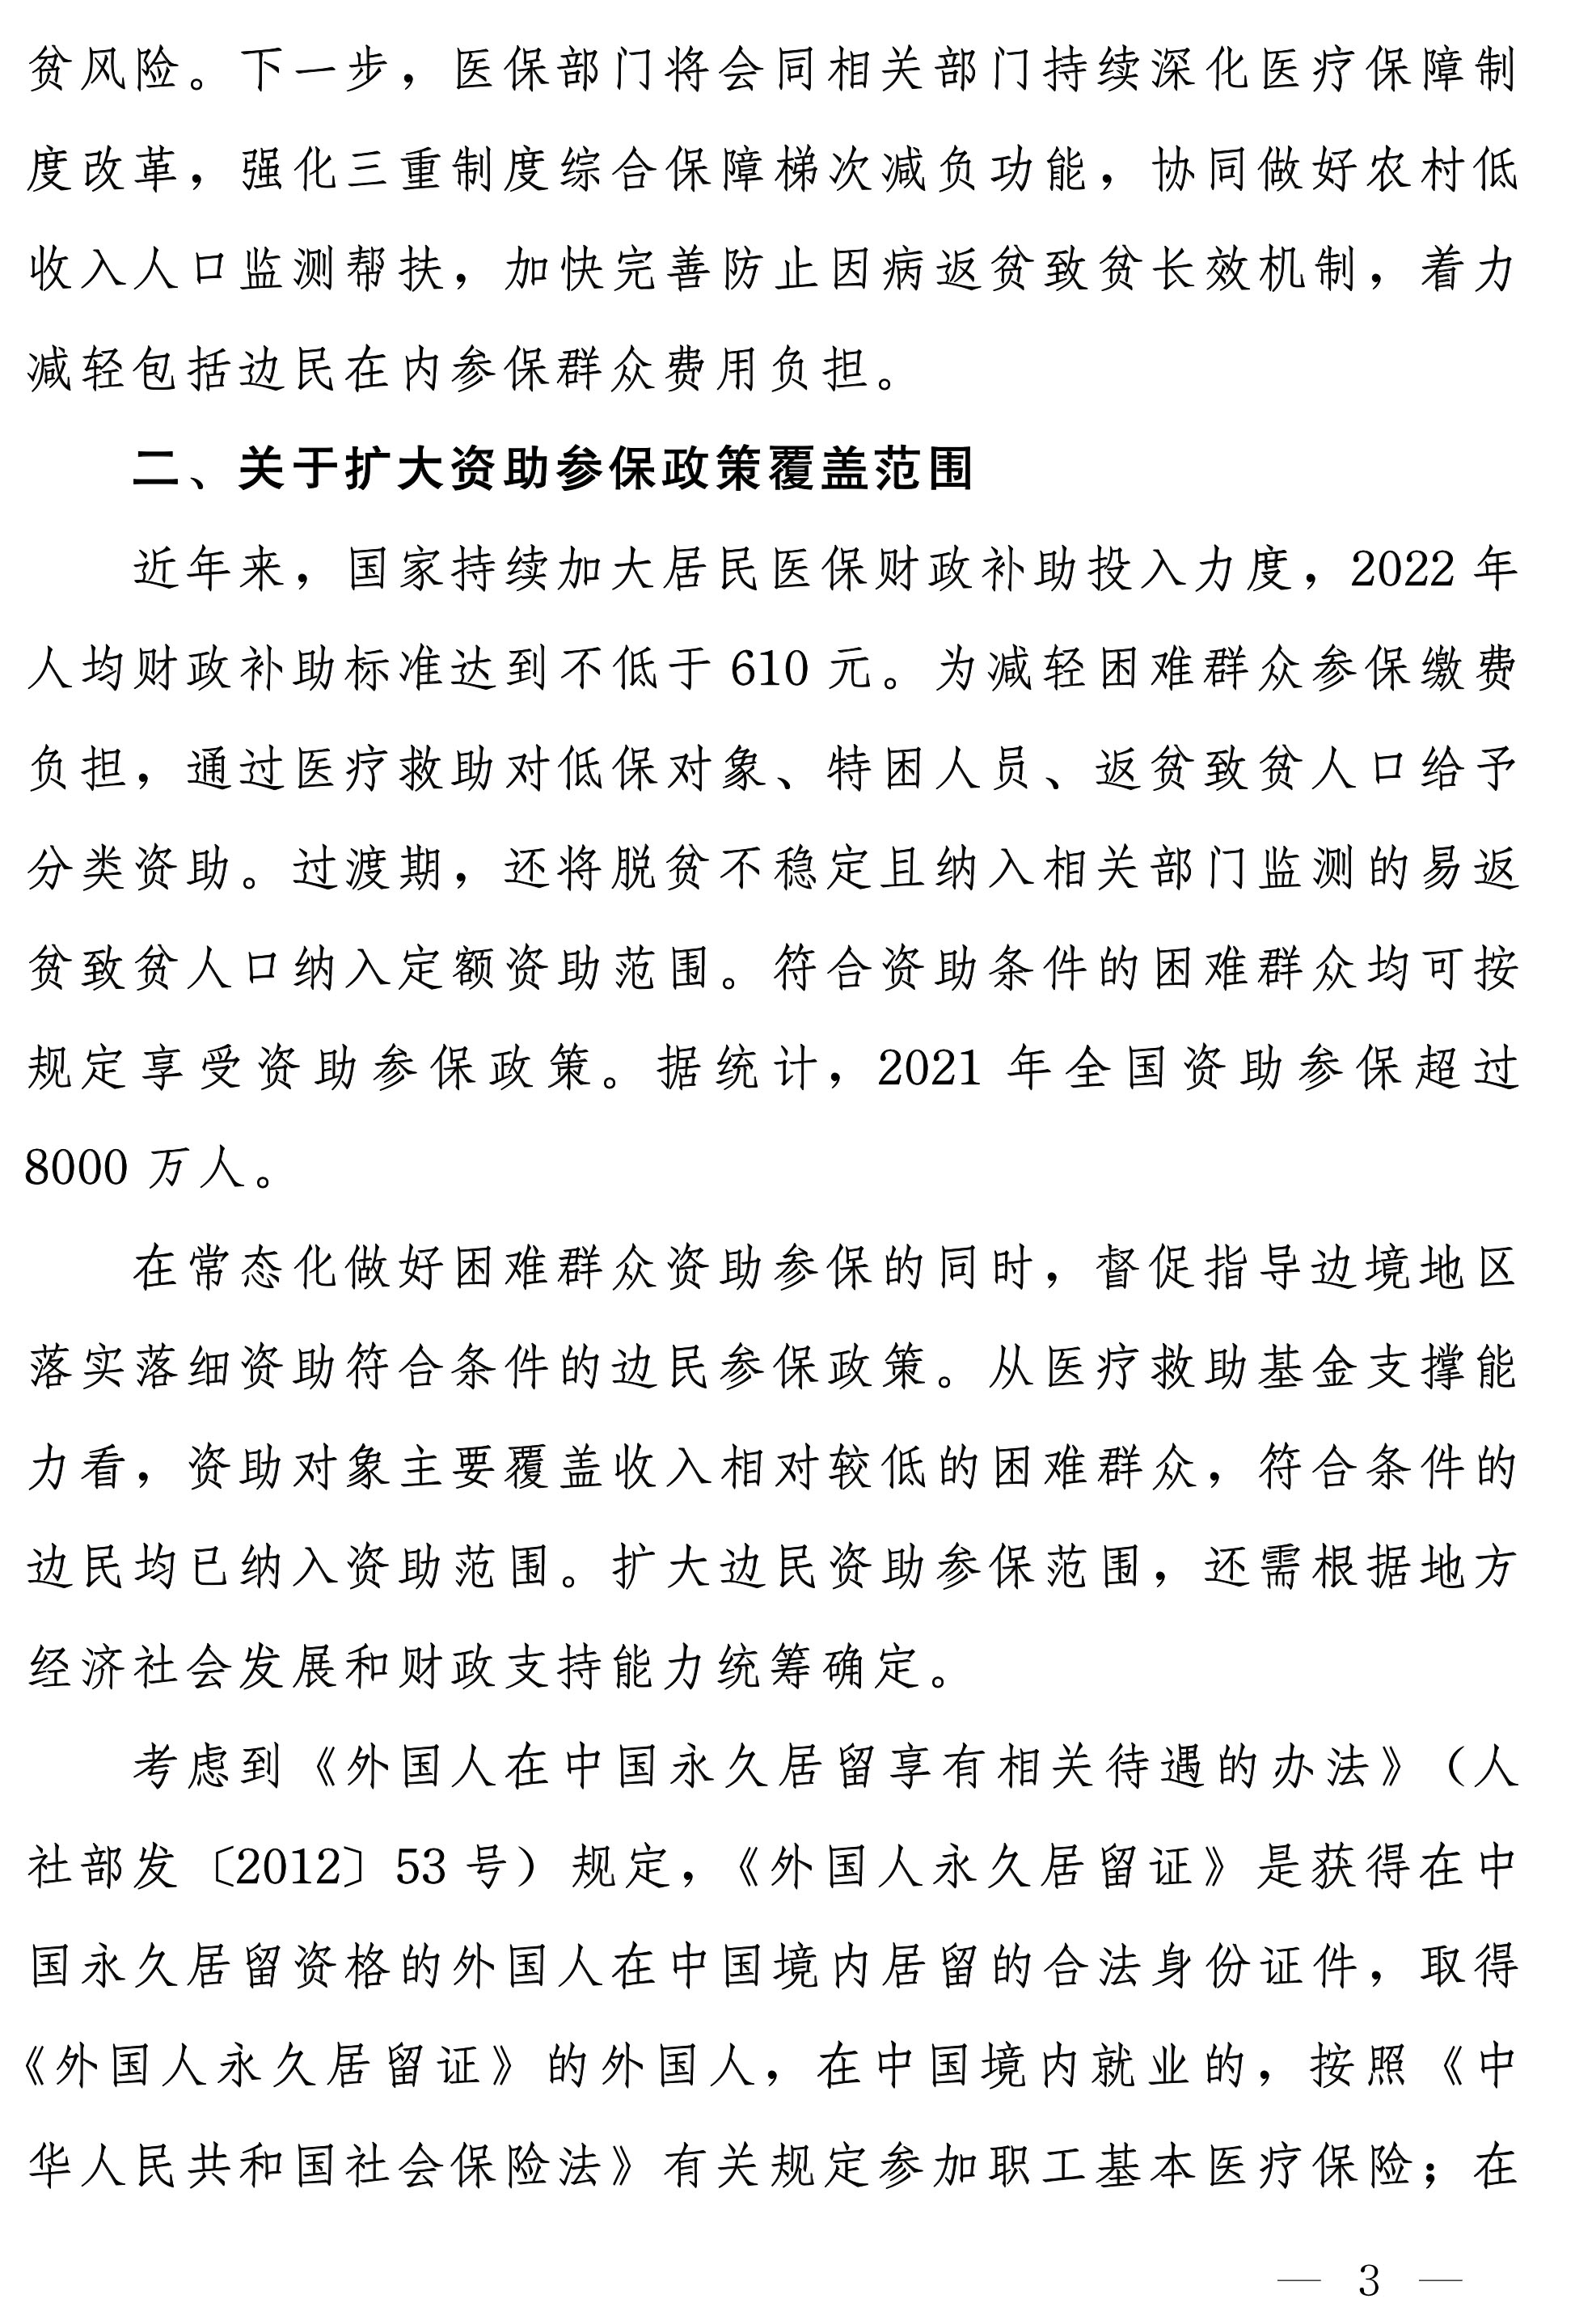 贫风险。下一步，医保部门将会同相关部门持续深化医疗保障制
度改革，强化三重制度综合保障梯次减负功能，协同做好农村低
收入人口监测帮扶，加快完善防止因病返贫致贫长效机制，着力
减轻包括边民在内参保群众费用负担。
二、关于扩大资助参保政策覆盖范围
近年来，国家持续加大居民医保财政补助投入力度，2022 年
人均财政补助标准达到不低于 610 元。为减轻困难群众参保缴费
负担，通过医疗救助对低保对象、特困人员、返贫致贫人口给予
分类资助。过渡期，还将脱贫不稳定且纳入相关部门监测的易返
贫致贫人口纳入定额资助范围。符合资助条件的困难群众均可按
规定享受资助参保政策。据统计，2021 年全国资助参保超过
8000 万人。
在常态化做好困难群众资助参保的同时，督促指导边境地区
落实落细资助符合条件的边民参保政策。从医疗救助基金支撑能
力看，资助对象主要覆盖收入相对较低的困难群众，符合条件的
边民均已纳入资助范围。扩大边民资助参保范围，还需根据地方
经济社会发展和财政支持能力统筹确定。
考虑到《外国人在中国永久居留享有相关待遇的办法》（人
社部发〔2012〕53 号）规定，《外国人永久居留证》是获得在中
国永久居留资格的外国人在中国境内居留的合法身份证件，取得
《外国人永久居留证》的外国人，在中国境内就业的，按照《中
华人民共和国社会保险法》有关规定参加职工基本医疗保险；在
— 3 —